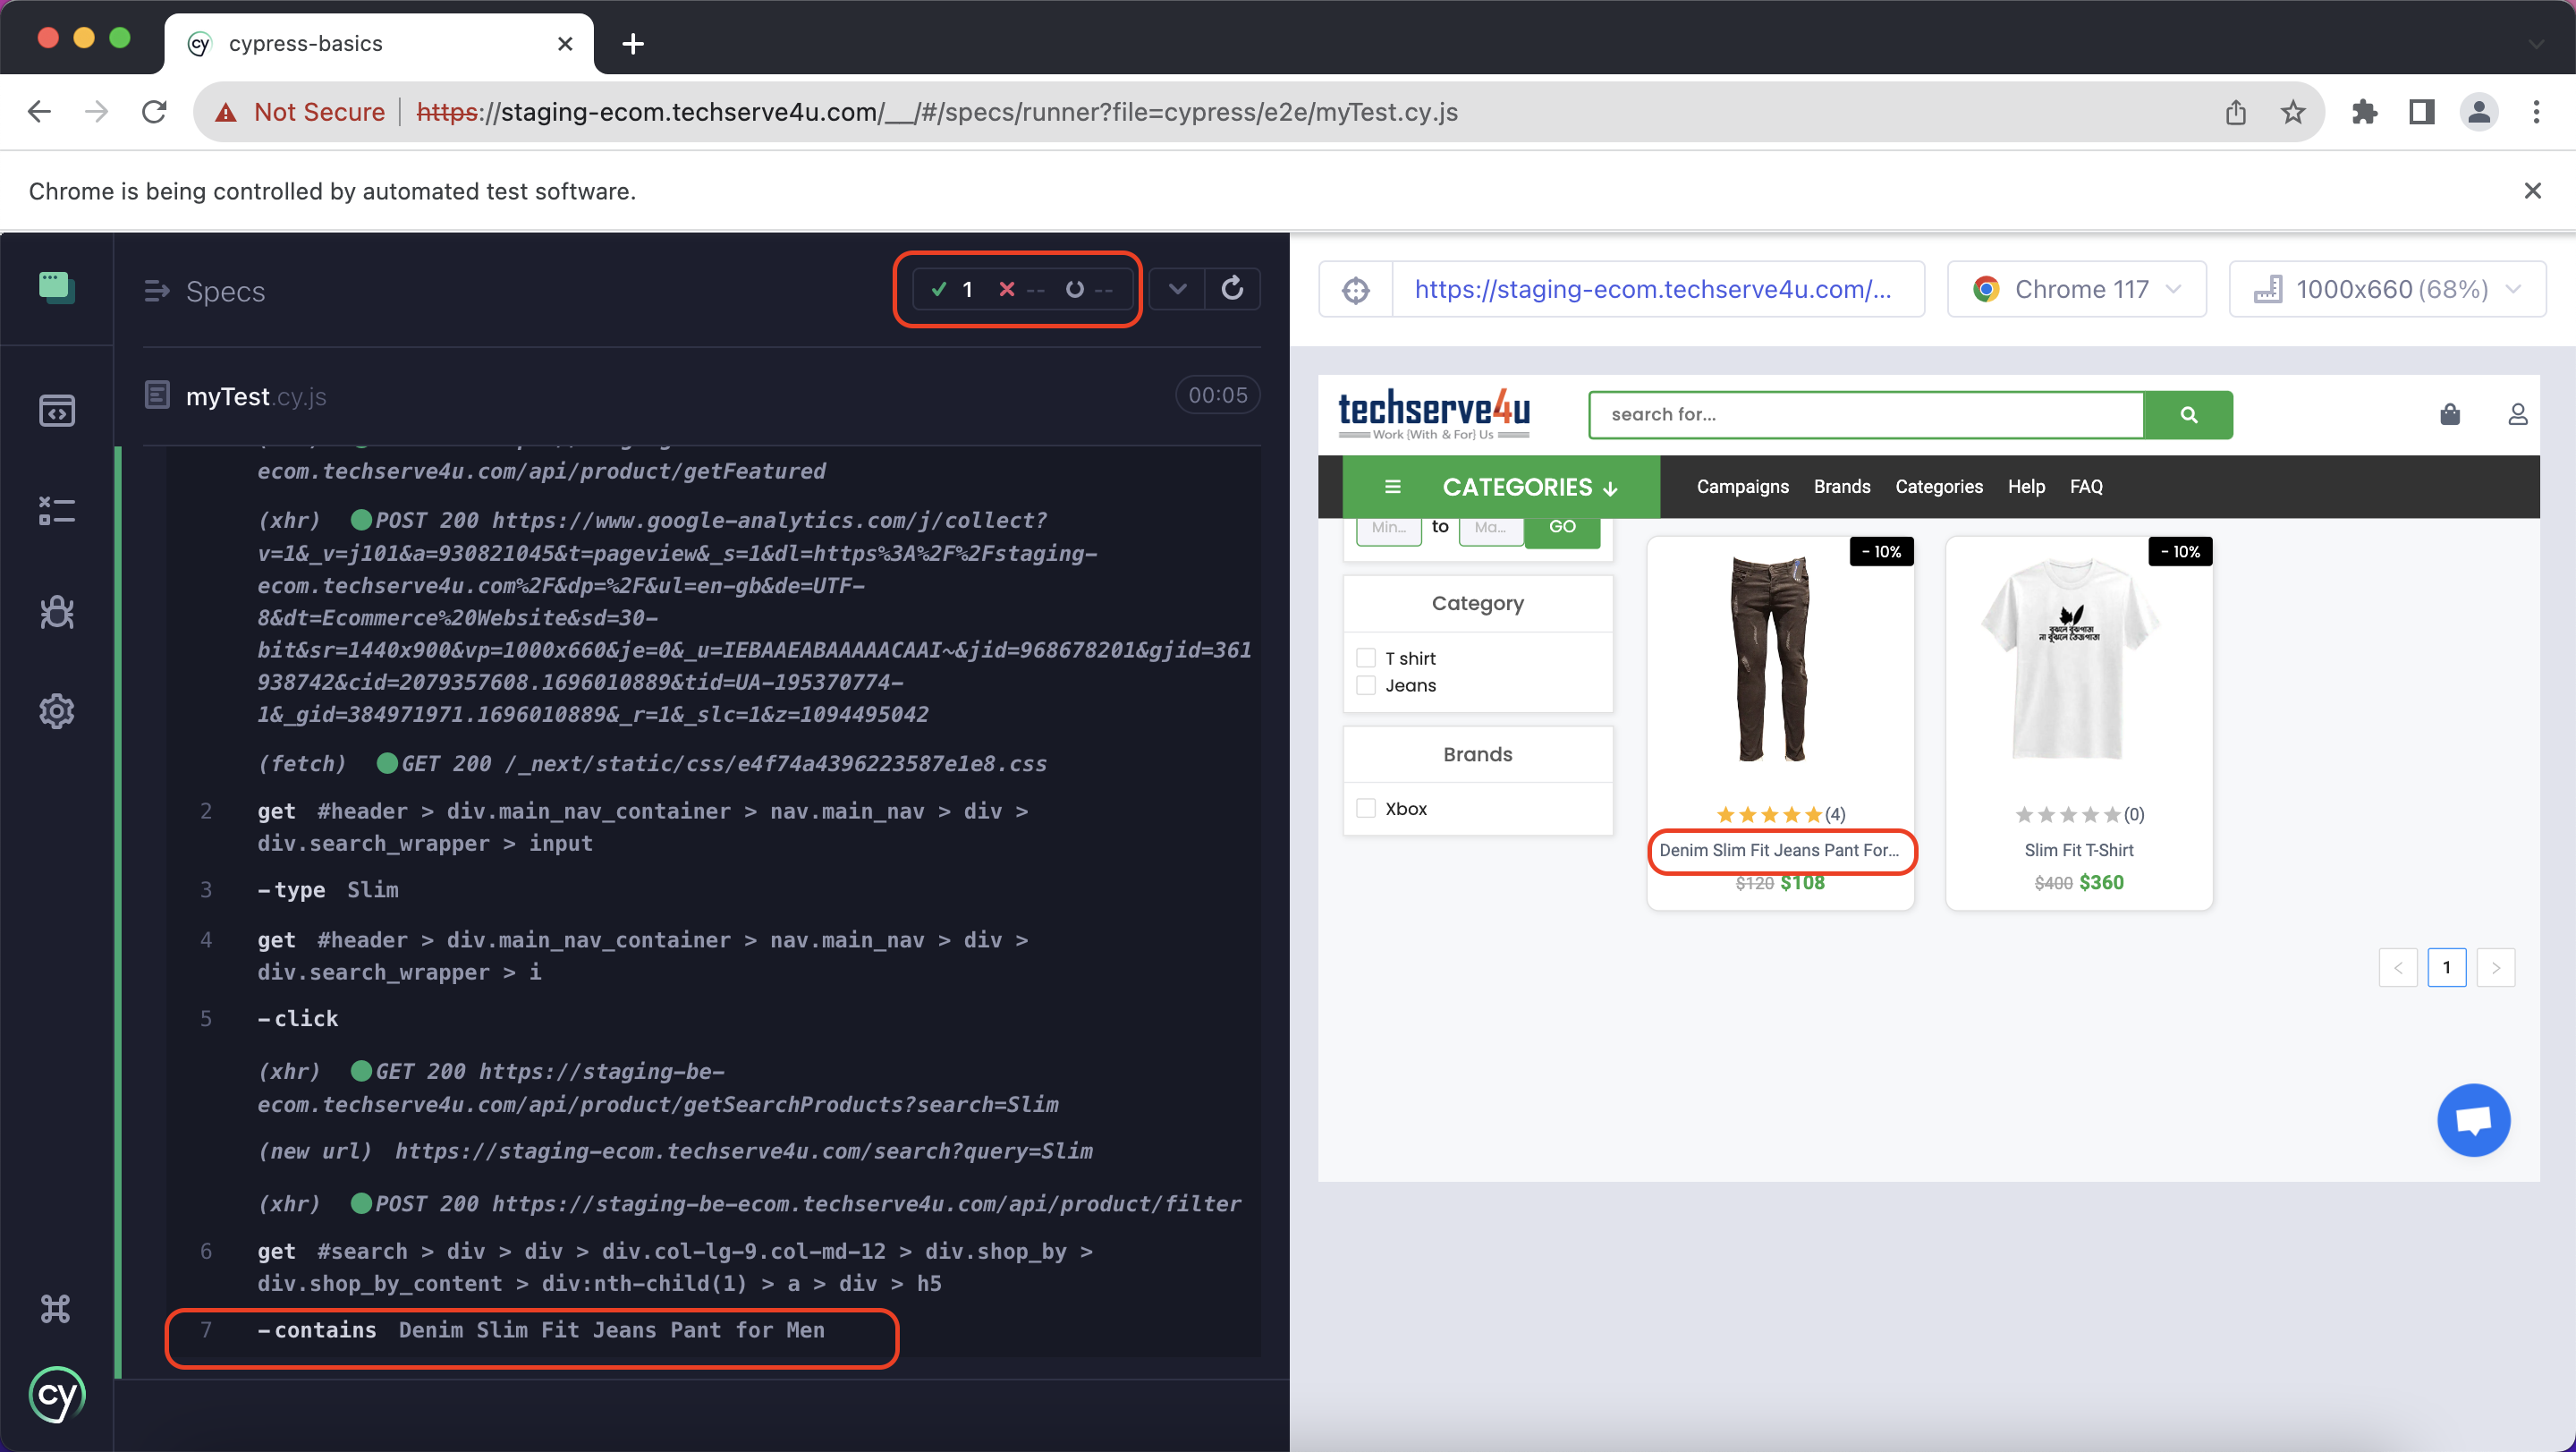 cypress-basics
Not Secure https://staging-ecom.techserve4u.com/__/#/specs/runner?file=cypress/e2e/myTest.cy.js
Chrome is being controlled by automated test software.
Specs
1 -- --
myTest.cy.js 00:05
ecom.techserve4u.com/api/product/getFeatured
(xhr) POST 200 https://www.google-analytics.com/j/collect?
v=1&_v=j101&a=930821045&t=pageview&_s=1&dl=https%3A%2F%2Fstaging-
ecom.techserve4u.com%2F&dp=%2F&ul=en-gb&de=UTF-
8&dt=Ecommerce%20Website&sd=30-
bit&sr=1440x900&vp=1000x660&je=0&_u=IEBAAEABAAAAACAAI~&jid=968678201&gjid=361
938742&cid=2079357608.1696010889&tid=UA-195370774-
1&_gid=384971971.1696010889&_r=1&_slc=1&z=1094495042
(fetch) GET 200 /_next/static/css/e4f74a4396223587e1e8.css
2 get #header > div.main_nav_container > nav.main_nav > div >
div.search_wrapper > input
3 -type Slim
4 get #header > div.main_nav_container > nav.main_nav > div >
div.search_wrapper > i
5 -click
(xhr) GET 200 https://staging-be-
ecom.techserve4u.com/api/product/getSearchProducts?search=Slim
(new url) https://staging-ecom.techserve4u.com/search?query=Slim
(xhr) POST 200 https://staging-be-ecom.techserve4u.com/api/product/filter
6 get #search > div > div > div.col-lg-9.col-md-12 > div.shop_by >
div.shop_by_content > div:nth-child(1) > a > div > h5
7 -contains Denim Slim Fit Jeans Pant for Men
cy
https://staging-ecom.techserve4u.com/...
Chrome 117
1000x660 (68%)
techserve4u
Work [With & For] Us
search for...
CATEGORIES
Campaigns Brands Categories Help FAQ
Min... to Ma... GO
Category
T shirt
Jeans
Brands
Xbox
- 10%
(4)
Denim Slim Fit Jeans Pant For...
$120 $108
- 10%
বুঝলে বুঝপাতা
না বুঝলে তেজপাতা
(0)
Slim Fit T-Shirt
$400 $360
< 1 >